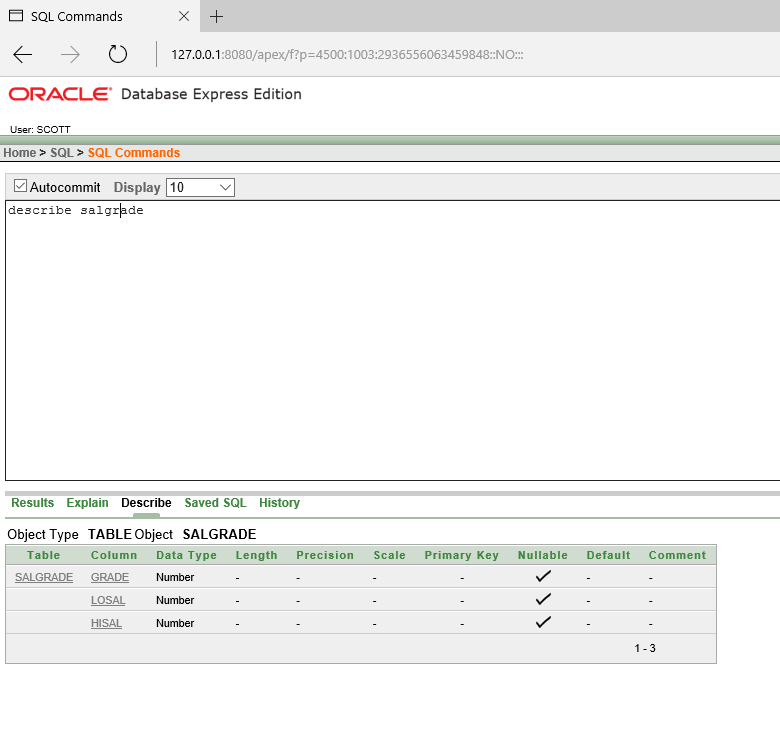 SQL Commands
127.0.0.1:8080/apex/f?p=4500:1003:2936556063459848::NO:::
ORACLE Database Express Edition
User: SCOTT
Home > SQL > SQL Commands
Autocommit Display 10
describe salgrade
Results Explain Describe Saved SQL History
Object Type TABLE Object SALGRADE
Table Column Data Type Length Precision Scale Primary Key Nullable Default Comment
SALGRADE GRADE Number - - - - ✓ - -
LOSAL Number - - - - ✓ - -
HISAL Number - - - - ✓ - -
1 - 3